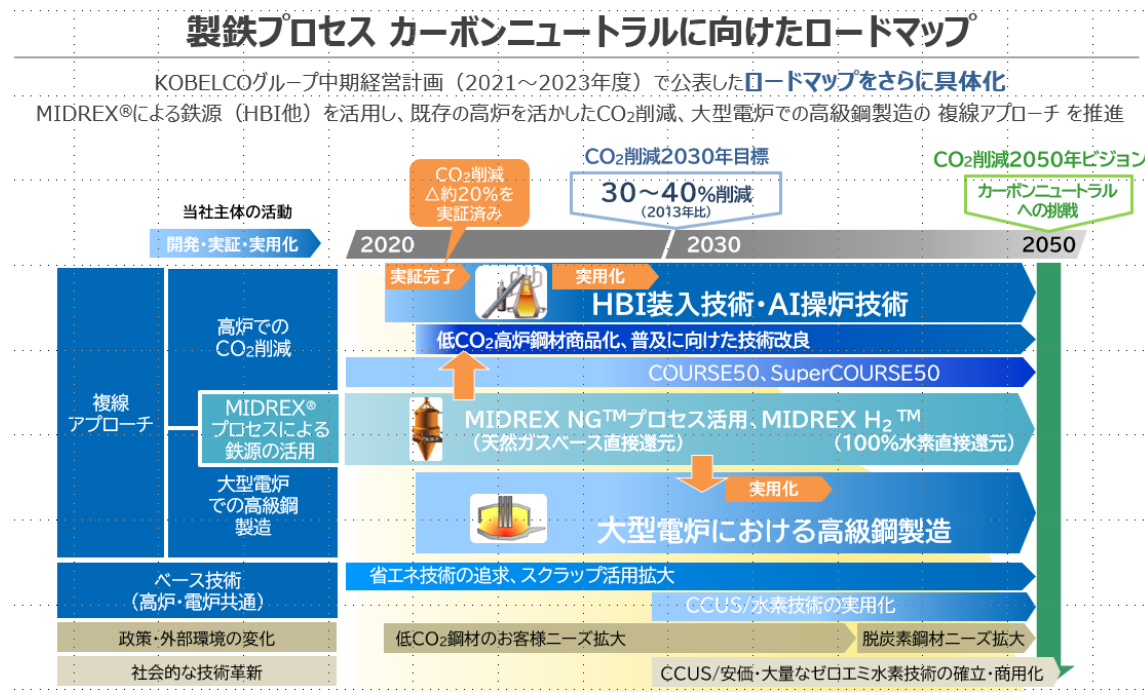 製鉄プロセス カーボンニュートラルに向けたロードマップ
KOBELCOグループ中期経営計画（2021～2023年度）で公表したロードマップをさらに具体化
MIDREX®による鉄源（HBI他）を活用し、既存の高炉を活かしたCO₂削減、大型電炉での高級鋼製造の 複線アプローチ を推進
CO₂削減2030年目標
30～40%削減
（2013年比）
CO₂削減2050年ビジョン
カーボンニュートラル
への挑戦
CO₂削減
△約20%を
実証済み
当社主体の活動
開発・実証・実用化
2020
2030
2050
複線
アプローチ
高炉での
CO₂削減
実証完了
実用化
HBI装入技術・AI操炉技術
低CO₂高炉鋼材商品化、普及に向けた技術改良
COURSE50、SuperCOURSE50
MIDREX®
プロセスによる
鉄源の活用
MIDREX NG™プロセス活用、MIDREX H₂™
（天然ガスベース直接還元）
（100%水素直接還元）
大型電炉
での高級鋼
製造
実用化
大型電炉における高級鋼製造
ベース技術
（高炉・電炉共通）
省エネ技術の追求、スクラップ活用拡大
CCUS/水素技術の実用化
政策・外部環境の変化
低CO₂鋼材のお客様ニーズ拡大
脱炭素鋼材ニーズ拡大
社会的な技術革新
CCUS/安価・大量なゼロエミ水素技術の確立・商用化